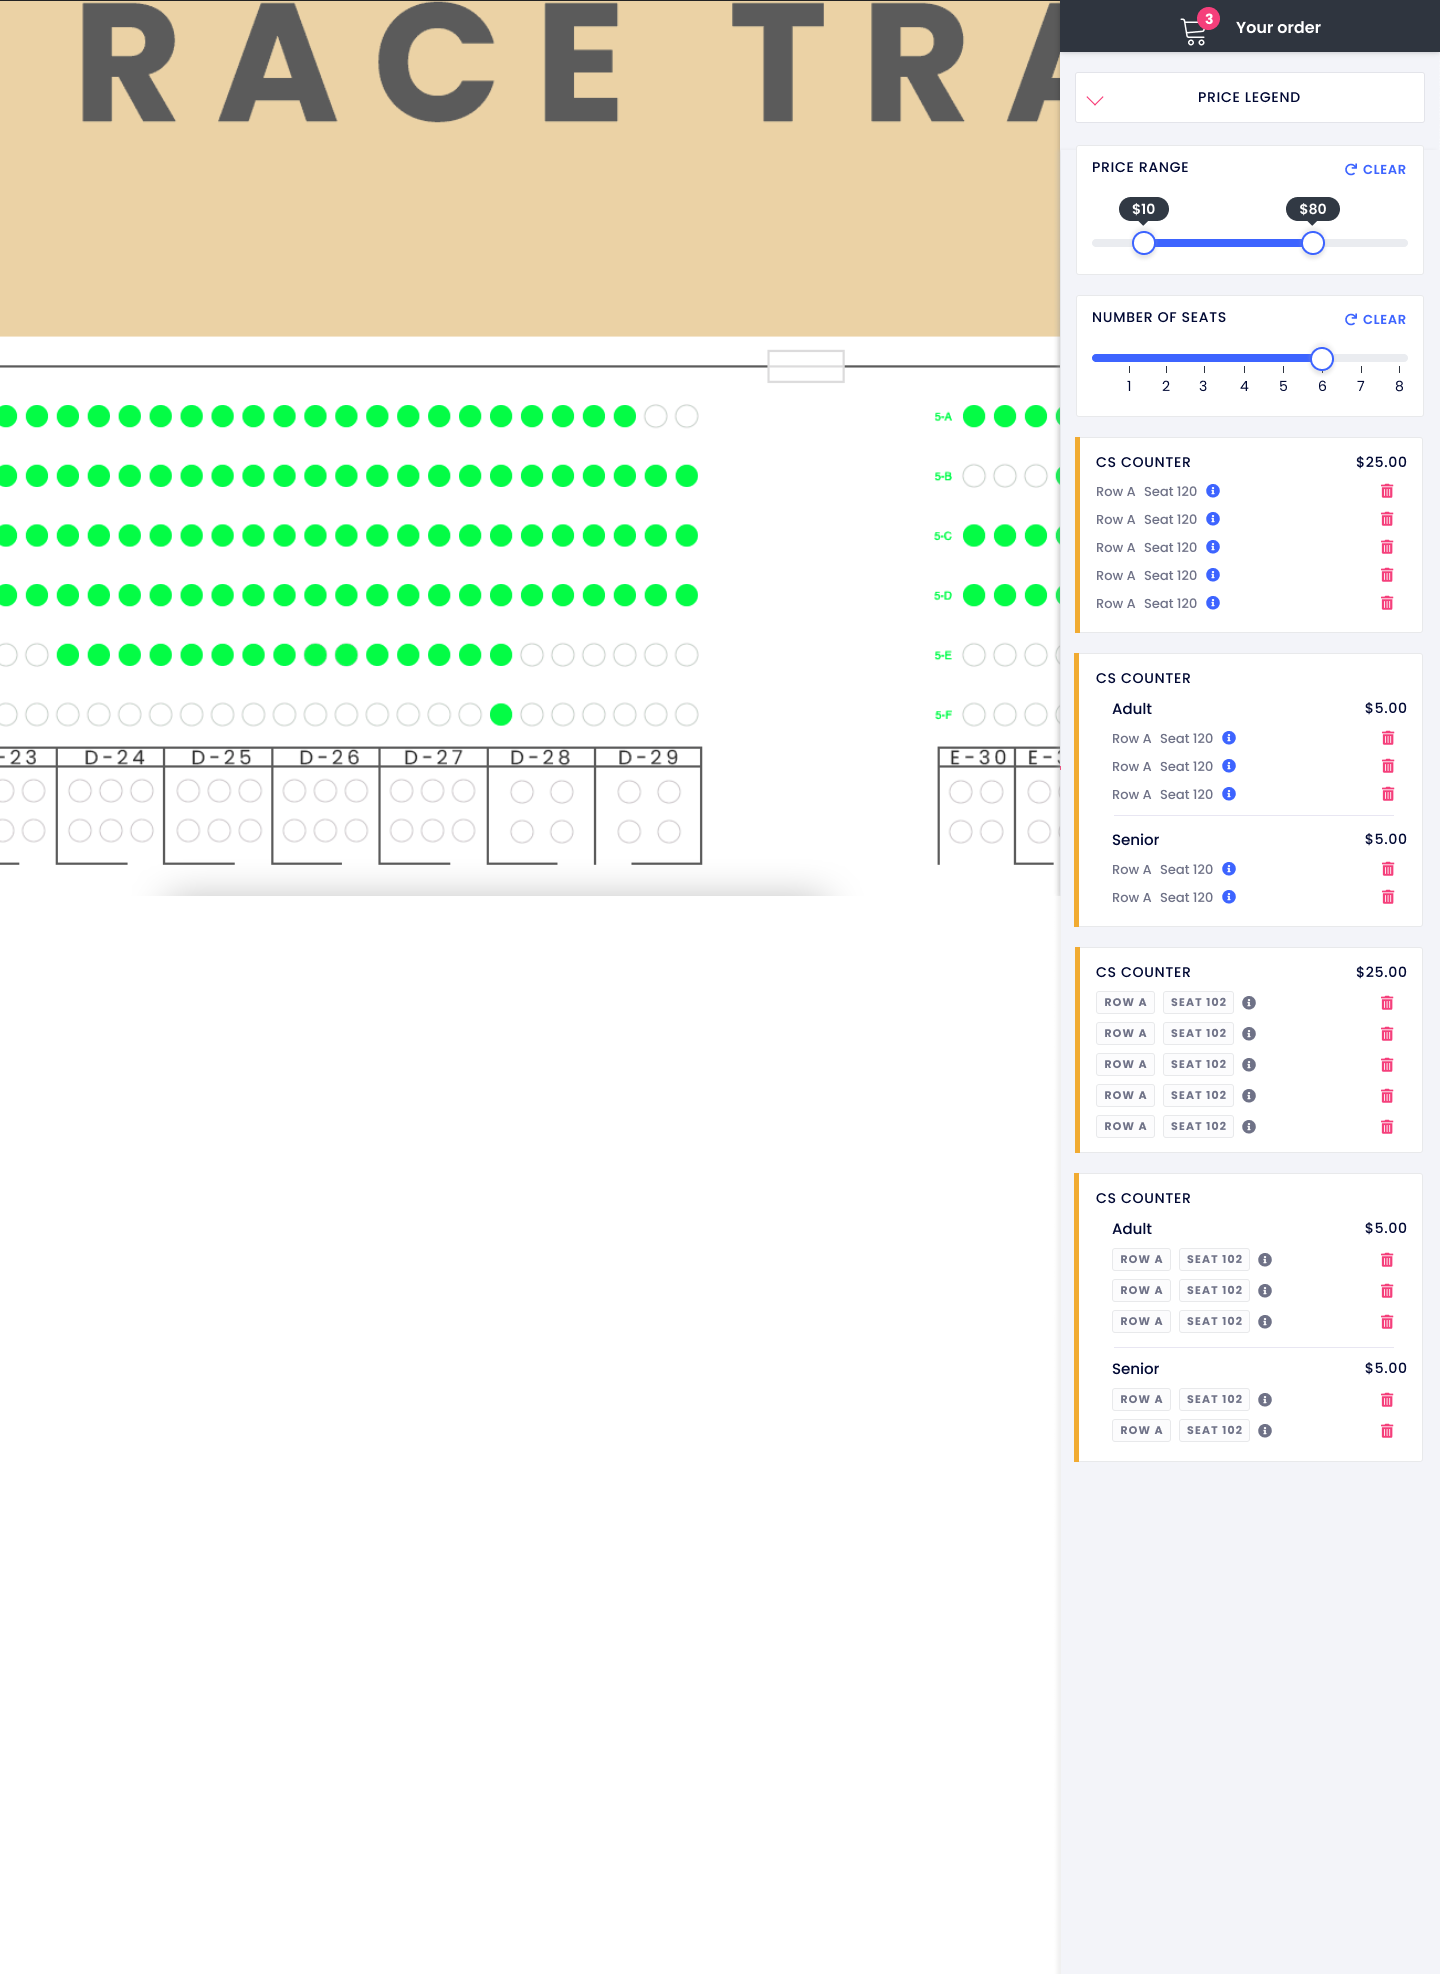 RACE TRA
5-A
5-B
5-C
5-D
5-E
5-F
-23 D-24 D-25 D-26 D-27 D-28 D-29 E-30 E-3
3 Your order
PRICE LEGEND
PRICE RANGE CLEAR
$10 $80
NUMBER OF SEATS CLEAR
1 2 3 4 5 6 7 8
CS COUNTER $25.00
Row A Seat 120
Row A Seat 120
Row A Seat 120
Row A Seat 120
Row A Seat 120
CS COUNTER
Adult $5.00
Row A Seat 120
Row A Seat 120
Row A Seat 120
Senior $5.00
Row A Seat 120
Row A Seat 120
CS COUNTER $25.00
ROW A SEAT 102
ROW A SEAT 102
ROW A SEAT 102
ROW A SEAT 102
ROW A SEAT 102
CS COUNTER
Adult $5.00
ROW A SEAT 102
ROW A SEAT 102
ROW A SEAT 102
Senior $5.00
ROW A SEAT 102
ROW A SEAT 102